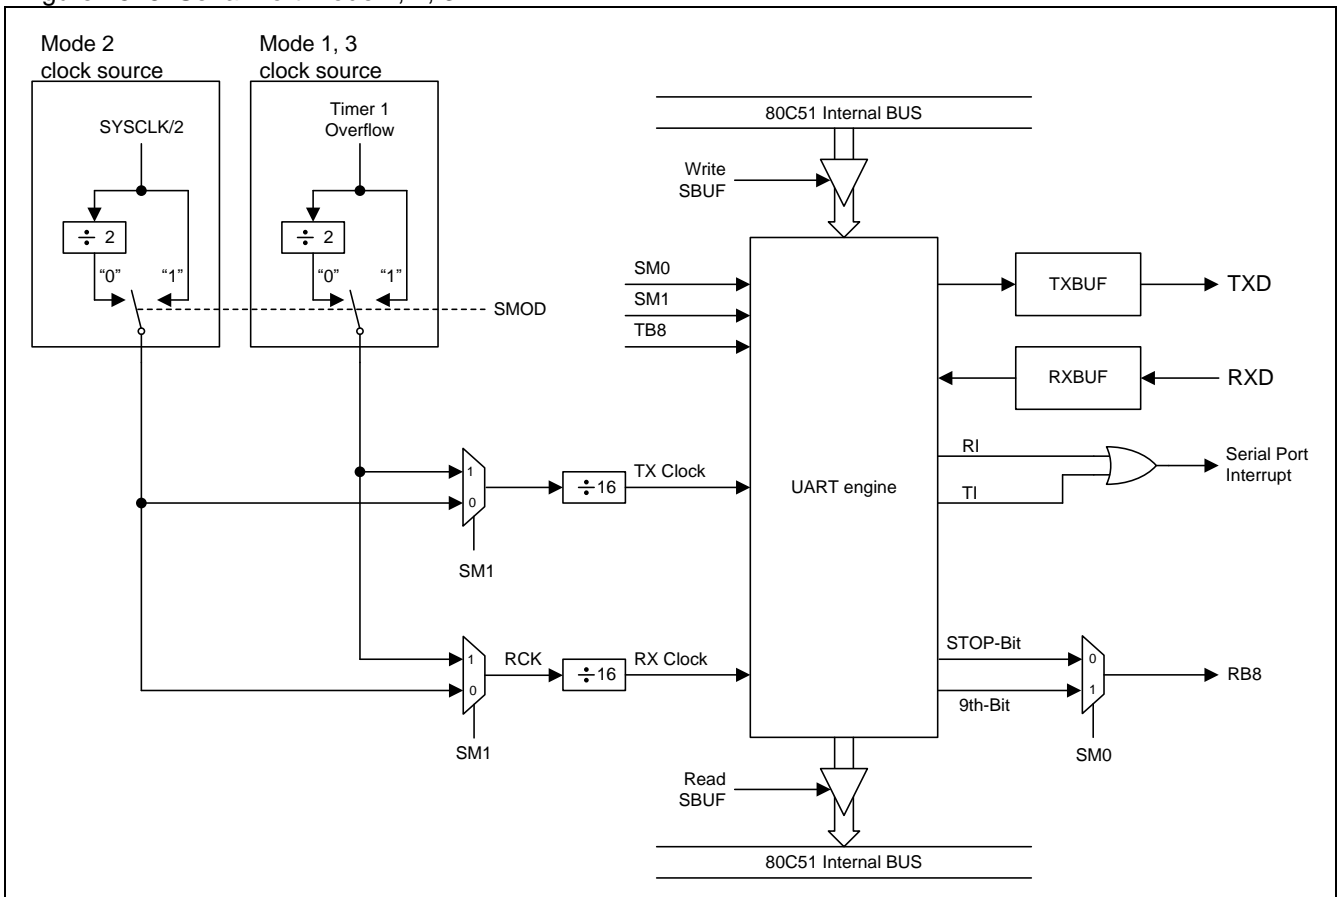 Mode 2
clock source
Mode 1, 3
clock source
SYSCLK/2
Timer 1
Overflow
÷ 2
÷ 2
“0”
“1”
“0”
“1”
SMOD
80C51 Internal BUS
Write
SBUF
SM0
SM1
TB8
TXBUF
TXD
RXBUF
RXD
RI
TI
Serial Port
Interrupt
1
0
SM1
÷16
TX Clock
UART engine
1
0
SM1
RCK
÷16
RX Clock
STOP-Bit
9th-Bit
0
1
SM0
RB8
Read
SBUF
80C51 Internal BUS